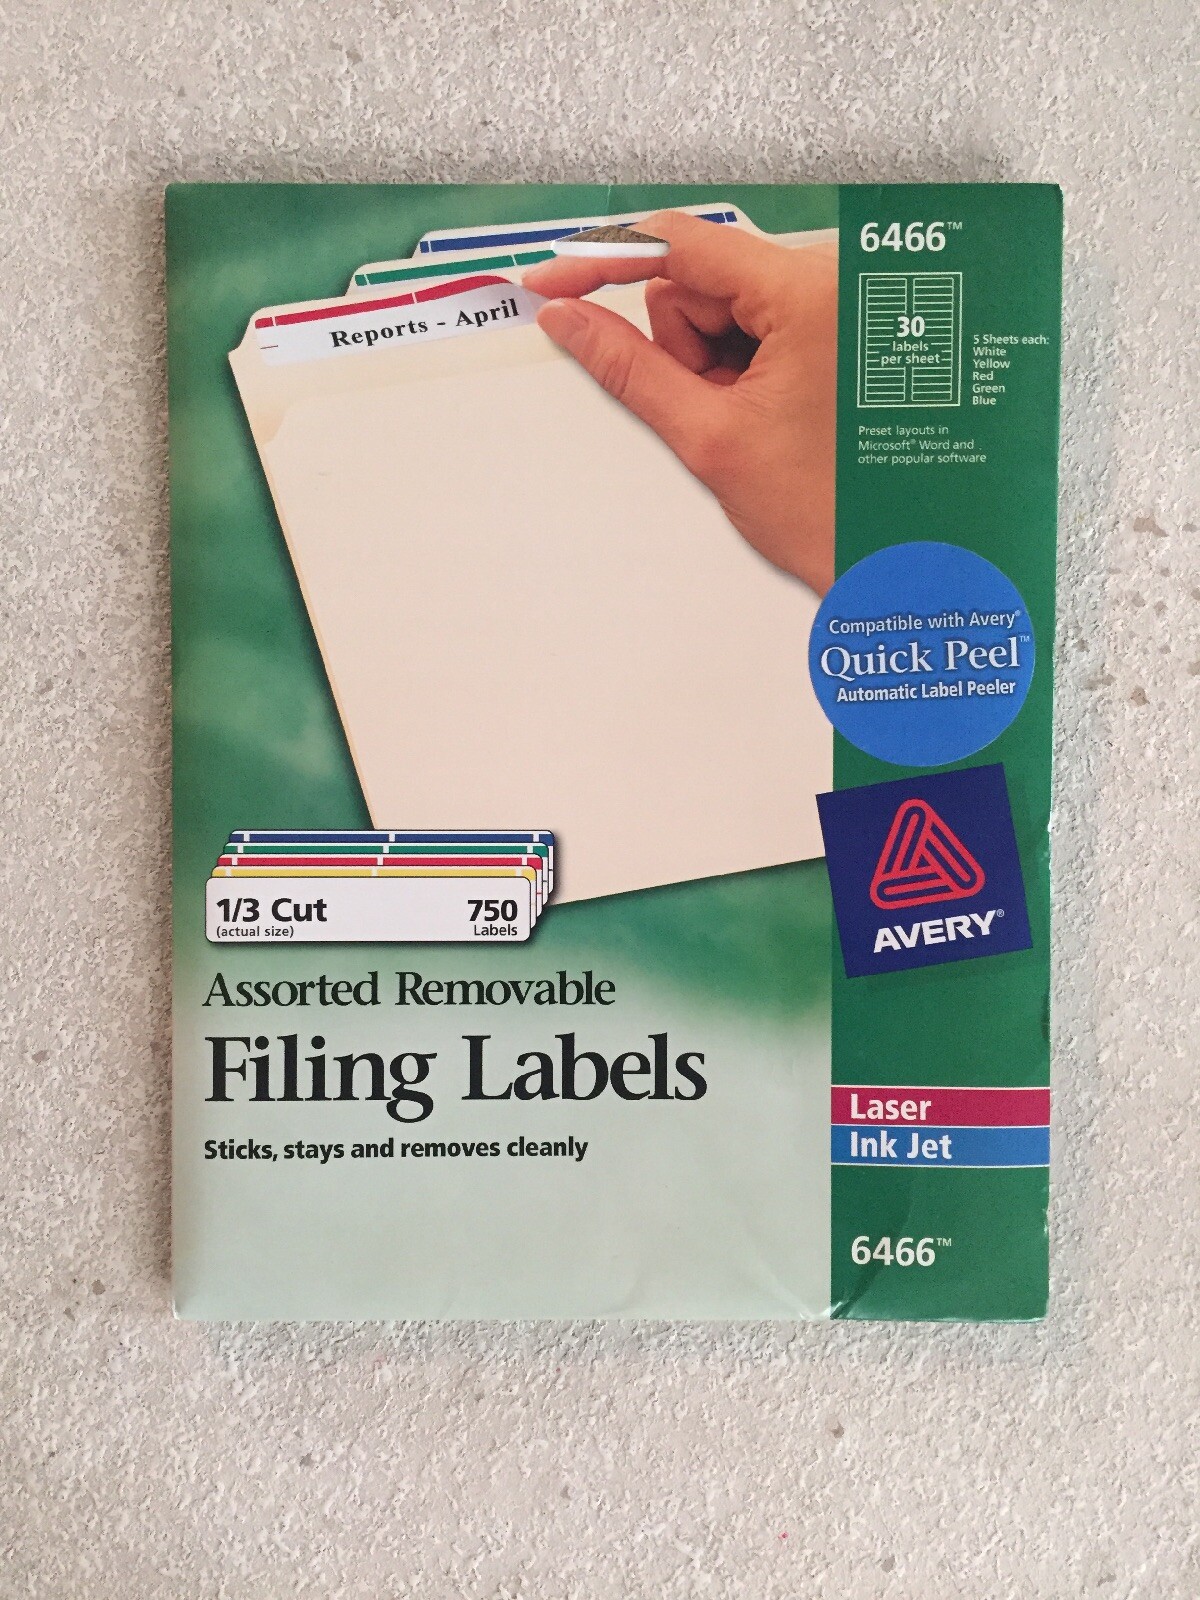 6466™
30
labels
per sheet
5 Sheets each:
White
Yellow
Red
Green
Blue
Preset layouts in
Microsoft® Word and
other popular software
Reports - April
Compatible with Avery®
Quick Peel™
Automatic Label Peeler
AVERY®
1/3 Cut
(actual size)
750
Labels
Assorted Removable
Filing Labels
Sticks, stays and removes cleanly
Laser
Ink Jet
6466™